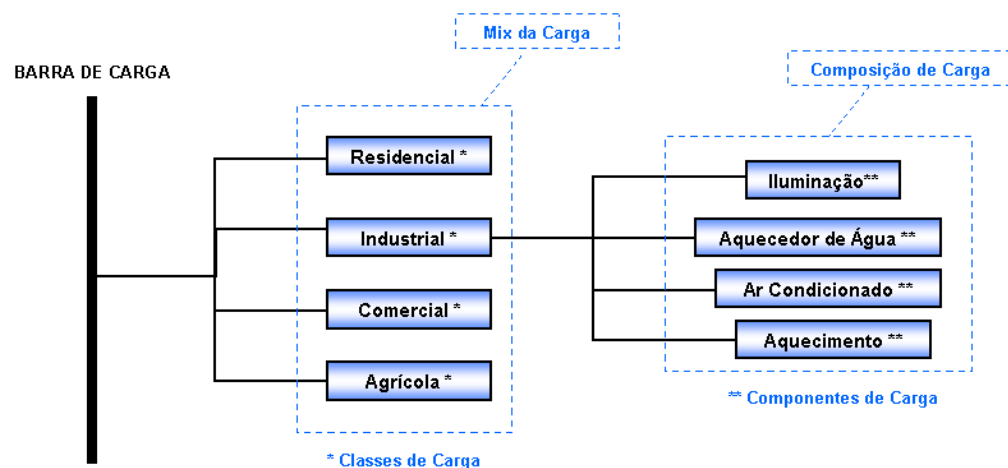 Mix da Carga
Composição de Carga
BARRA DE CARGA
Residencial *
Industrial *
Comercial *
Agrícola *
* Classes de Carga
Iluminação**
Aquecedor de Água **
Ar Condicionado **
Aquecimento **
** Componentes de Carga